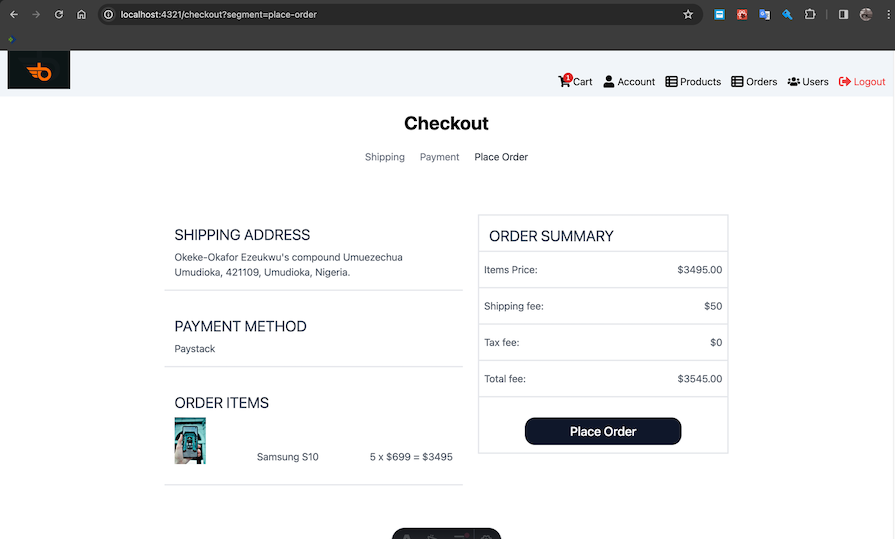 localhost:4321/checkout?segment=place-order
1
Cart
Account
Products
Orders
Users
Logout
Checkout
Shipping Payment Place Order
SHIPPING ADDRESS
Okeke-Okafor Ezeukwu's compound Umuezechua
Umudioka, 421109, Umudioka, Nigeria.
PAYMENT METHOD
Paystack
ORDER ITEMS
Samsung S10 5 x $699 = $3495
ORDER SUMMARY
Items Price: $3495.00
Shipping fee: $50
Tax fee: $0
Total fee: $3545.00
Place Order